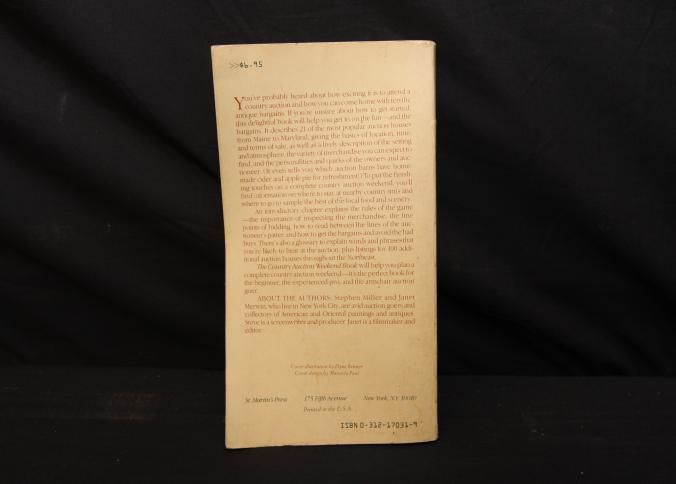 >>$6.95
You've probably heard about how exciting it is to attend a
country auction and how you can come home with terrific
antique bargains. If you're unsure about how to get started,
this delightful book will help you get to the fun—and the
bargains. It describes 21 of the most popular auction houses
from Maine to Maryland, giving the basics of location, time,
and terms of sale, as well as a lively description of the setting
and atmosphere, the variety of merchandise you can expect to
find, and the personalities and quirks of the owners and auc-
tioneer. (It even tells you which auction barns have home-
made cider and apple pie for refreshment!) To put the finish-
ing touches on a complete country auction weekend, you'll
find information on where to stay at nearby country inns and
where to go to sample the best of the local food and scenery.
An introductory chapter explains the rules of the game
—the importance of inspecting the merchandise, the fine
points of bidding, how to read between the lines of the auc-
tioneer's patter, and how to get the bargains and avoid the bad
buys. There's also a glossary to explain words and phrases that
you're likely to hear at the auction, plus listings for 100 addi-
tional auction houses throughout the Northeast.
The Country Auction Weekend Book will help you plan a
complete country auction weekend—it's the perfect book for
the beginner, the experienced pro, and the armchair auction
goer.
ABOUT THE AUTHORS: Stephen Miller and Janet
Merwin, who live in New York City, are avid auction goers and
collectors of American and Oriental paintings and antiques.
Steve is a screenwriter and producer. Janet is a filmmaker and
editor.
Cover illustration by
Cover design by Manuela Paul
St. Martin's Press 175 Fifth Avenue New York, N.Y. 10010
Printed in the U.S.A.
ISBN 0-312-17031-9